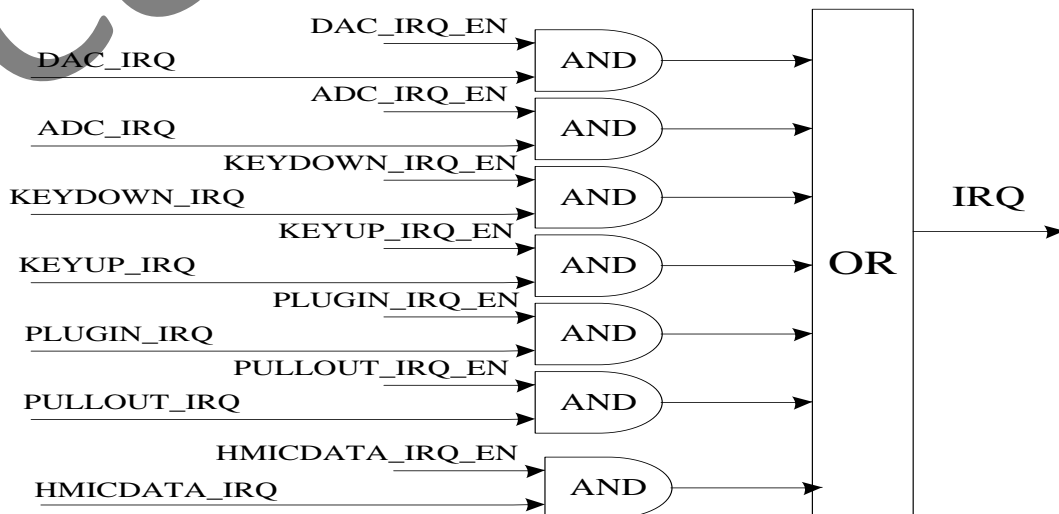 DAC_IRQ_EN
DAC_IRQ
AND
ADC_IRQ_EN
ADC_IRQ
AND
KEYDOWN_IRQ_EN
KEYDOWN_IRQ
AND
KEYUP_IRQ_EN
KEYUP_IRQ
AND
PLUGIN_IRQ_EN
PLUGIN_IRQ
AND
PULLOUT_IRQ_EN
PULLOUT_IRQ
AND
HMICDATA_IRQ_EN
HMICDATA_IRQ
AND
OR
IRQ